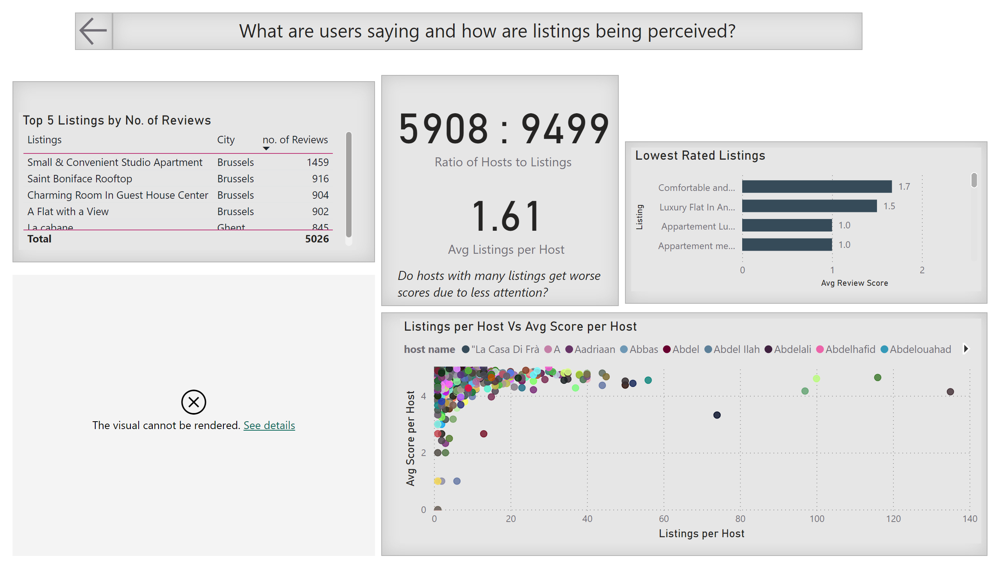 What are users saying and how are listings being perceived?
Top 5 Listings by No. of Reviews
Listings City no. of Reviews
Small & Convenient Studio Apartment Brussels 1459
Saint Boniface Rooftop Brussels 916
Charming Room In Guest House Center Brussels 904
A Flat with a View Brussels 902
La cabane Ghent 845
Total 5026
5908 : 9499
Ratio of Hosts to Listings
1.61
Avg Listings per Host
Do hosts with many listings get worse
scores due to less attention?
Lowest Rated Listings
Listing
Comfortable and... 1.7
Luxury Flat In An... 1.5
Appartement Lu... 1.0
Appartement me... 1.0
0 1 2
Avg Review Score
The visual cannot be rendered. See details
Listings per Host Vs Avg Score per Host
host name "La Casa Di Frà A Aadriaan Abbas Abdel Abdel Ilah Abdelali Abdelhafid Abdelouahad
Avg Score per Host
4
2
0
0 20 40 60 80 100 120 140
Listings per Host